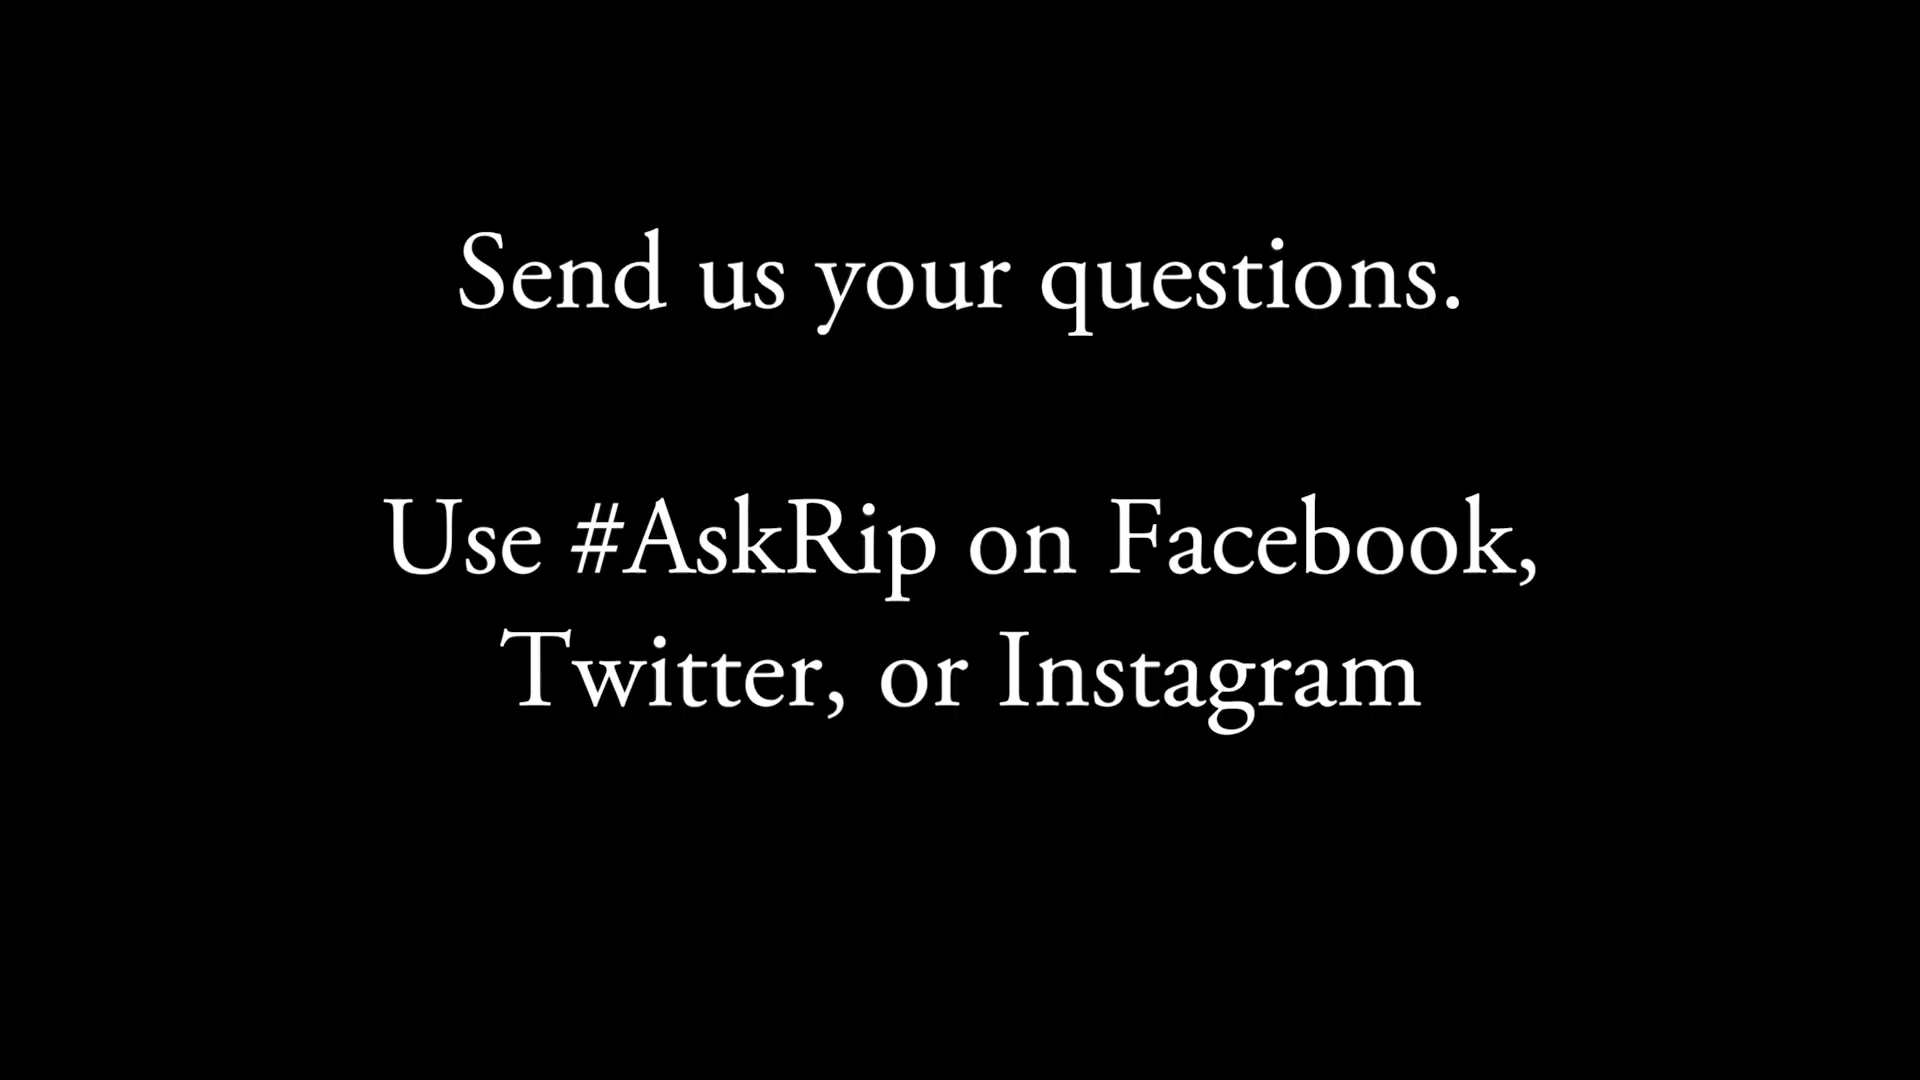 Send us your questions.
Use #AskRip on Facebook,
Twitter, or Instagram